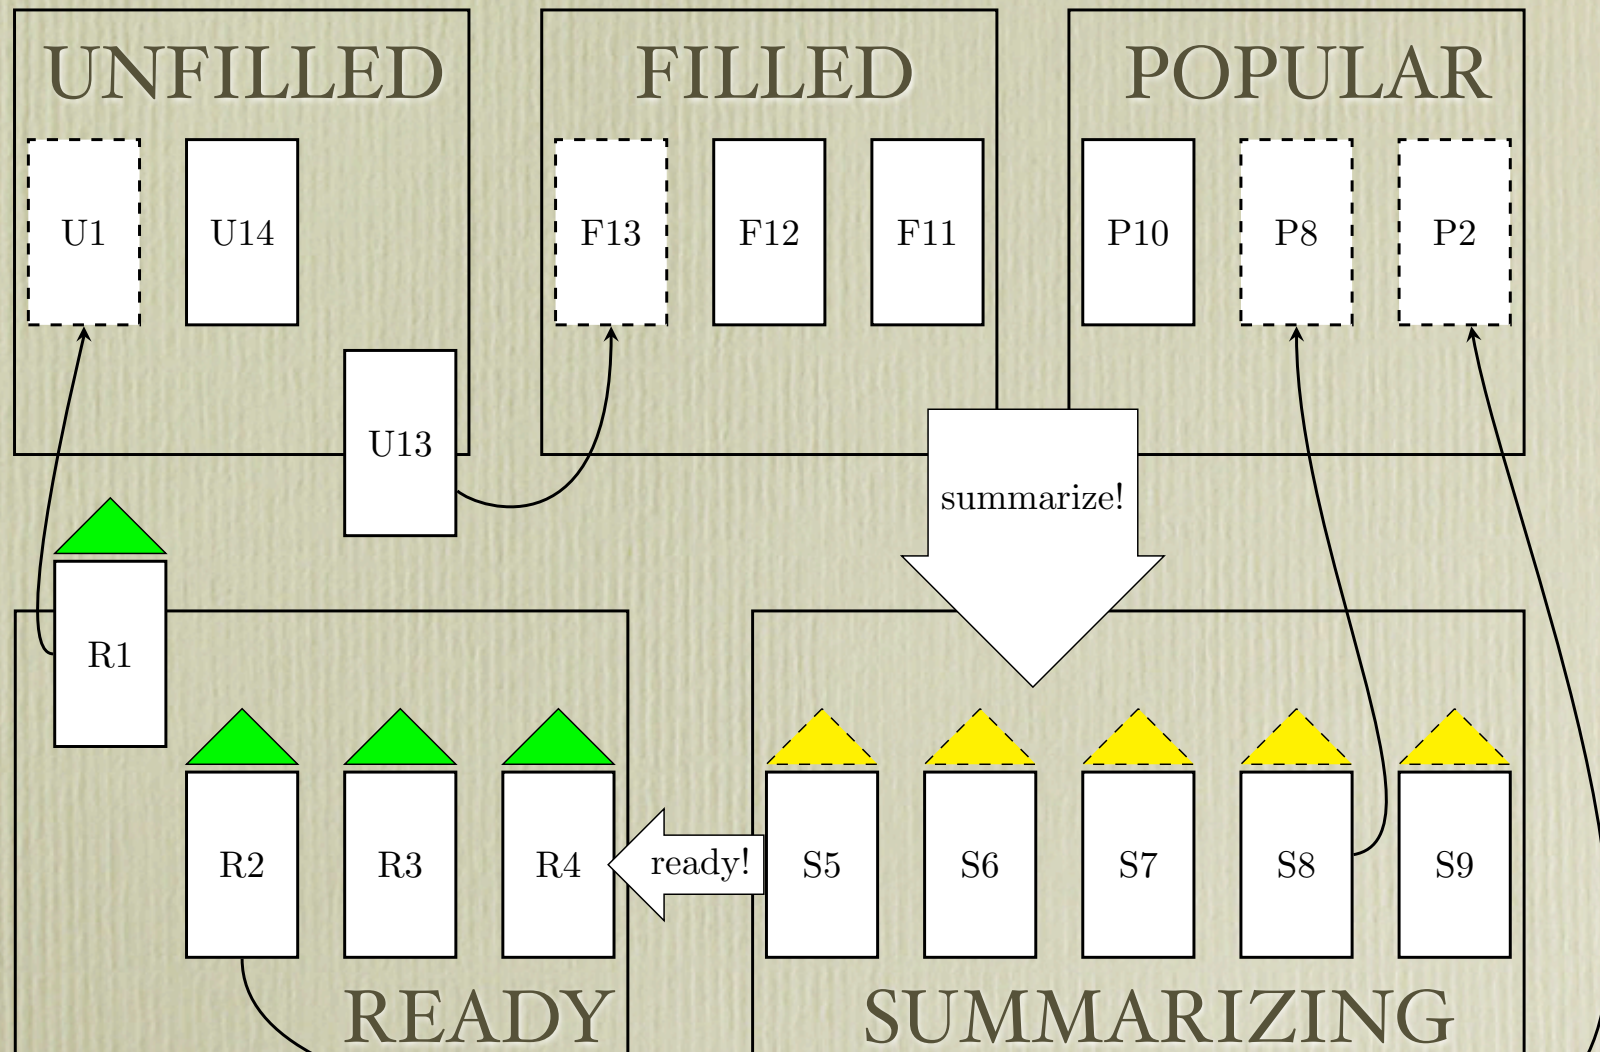 UNFILLED
FILLED
POPULAR
U1
U14
F13
F12
F11
P10
P8
P2
U13
summarize!
R1
R2
R3
R4
ready!
S5
S6
S7
S8
S9
READY
SUMMARIZING